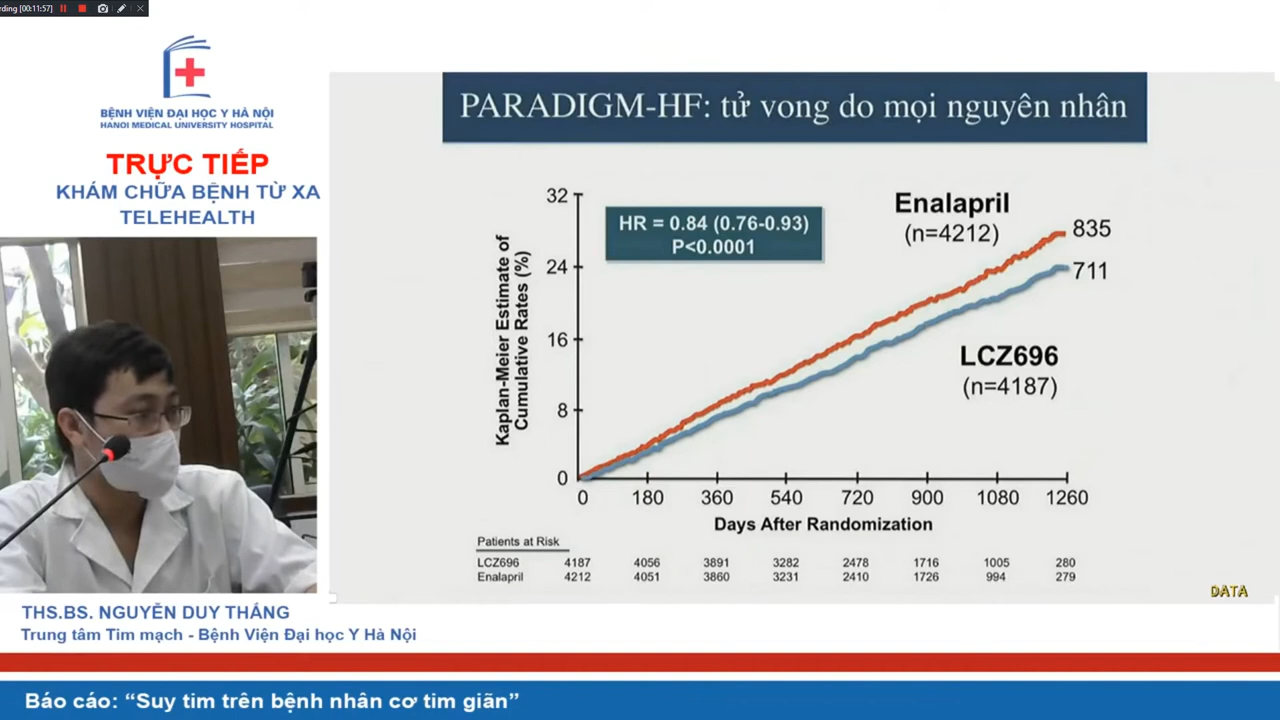 rding [00:11:57]
BỆNH VIỆN ĐẠI HỌC Y HÀ NỘI
HANOI MEDICAL UNIVERSITY HOSPITAL
TRỰC TIẾP
KHÁM CHỮA BỆNH TỪ XA
TELEHEALTH
PARADIGM-HF: tử vong do mọi nguyên nhân
Kaplan-Meier Estimate of
Cumulative Rates (%)
32
24
16
8
0
HR = 0.84 (0.76-0.93)
P<0.0001
Enalapril
(n=4212)
835
711
LCZ696
(n=4187)
0 180 360 540 720 900 1080 1260
Days After Randomization
Patients at Risk
LCZ696 4187 4056 3891 3282 2478 1716 1005 280
Enalapril 4212 4051 3860 3231 2410 1726 994 279
DATA
THS.BS. NGUYỄN DUY THẮNG
Trung tâm Tim mạch - Bệnh Viện Đại học Y Hà Nội
Báo cáo: “Suy tim trên bệnh nhân cơ tim giãn”